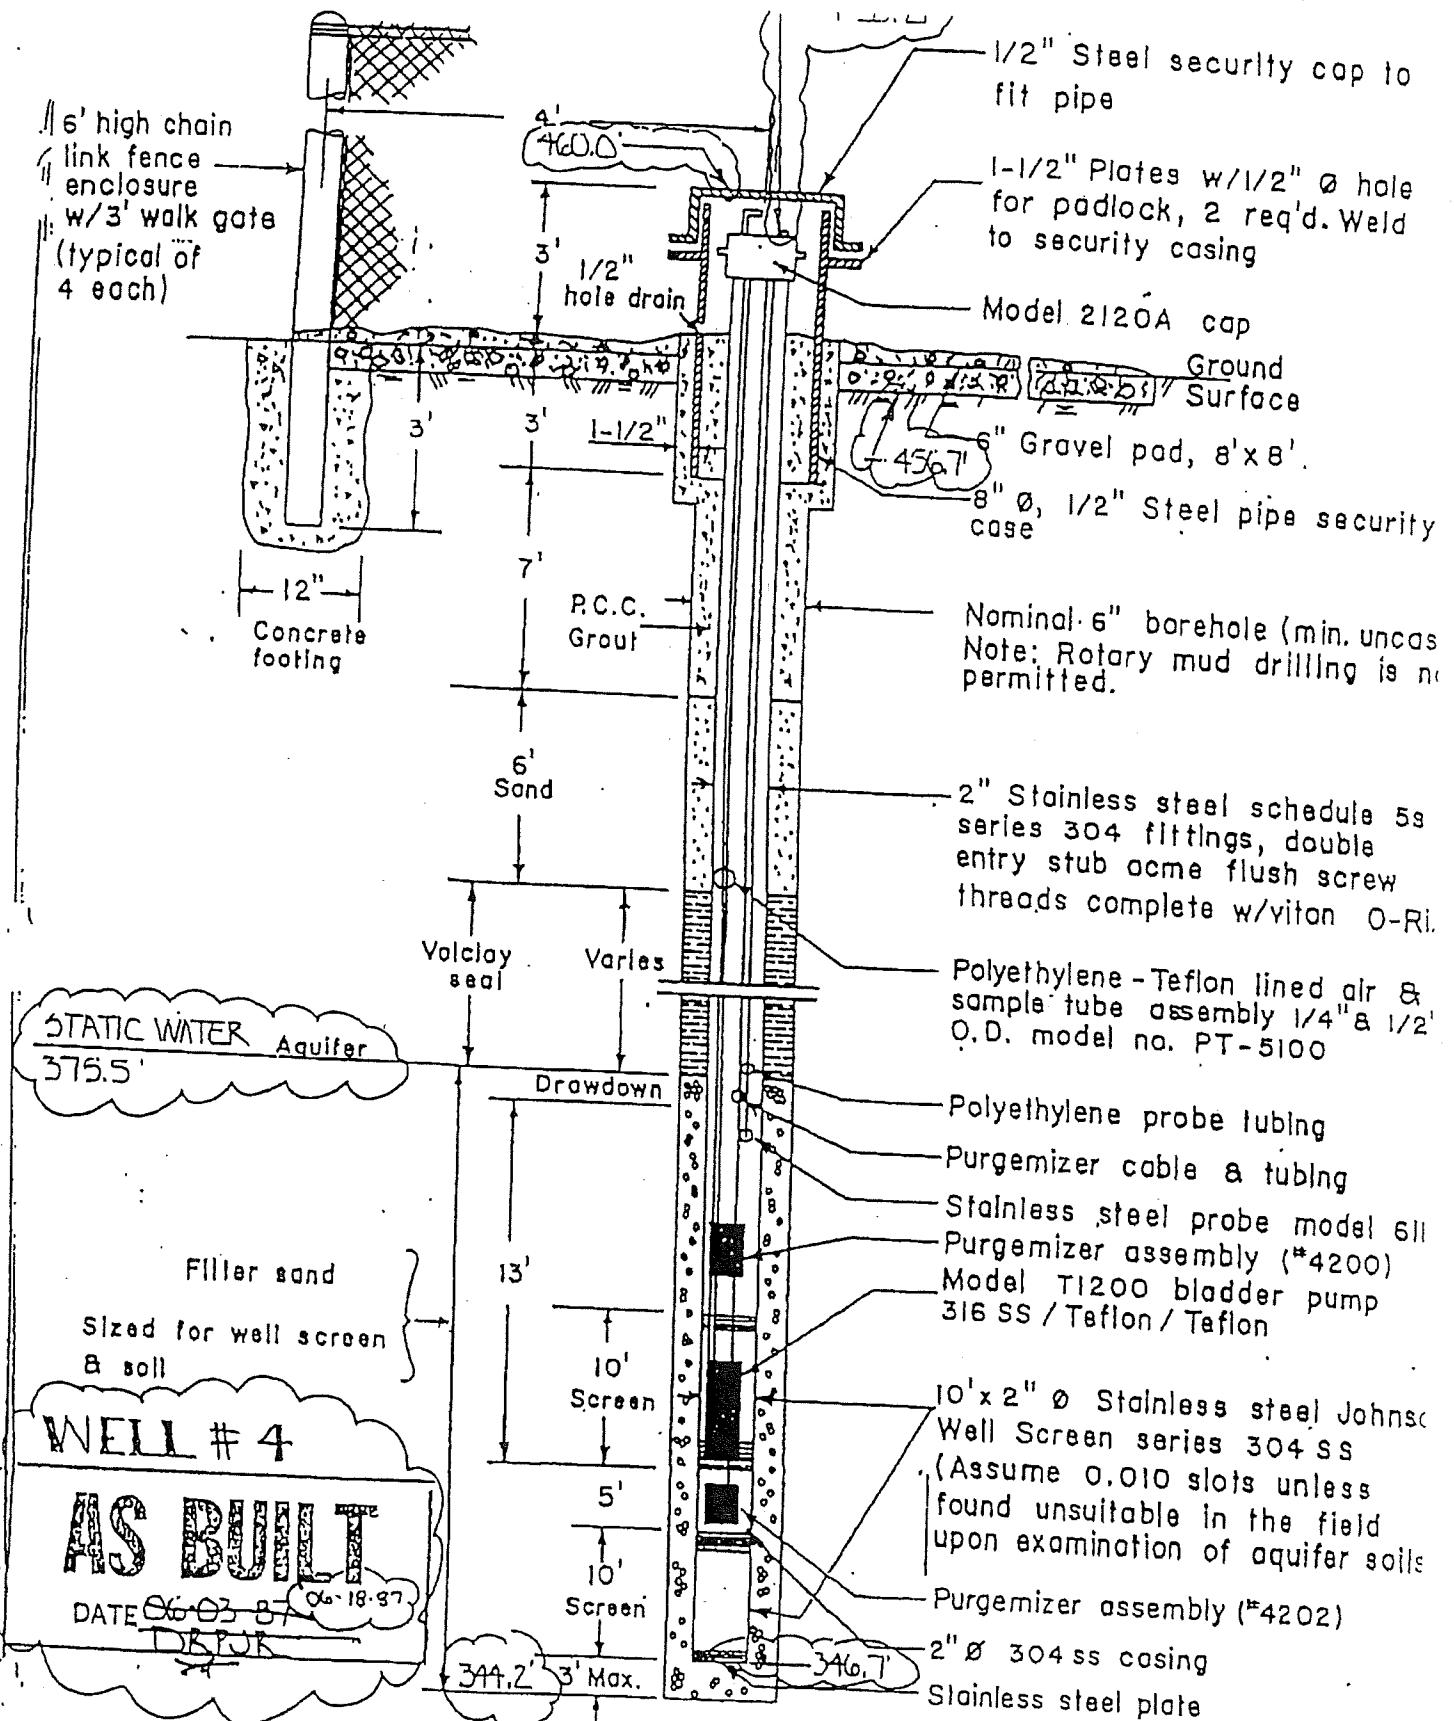 1/2" Steel security cap to
fit pipe
4'
460.0'
6' high chain
link fence
enclosure
w/3' walk gate
(typical of
4 each)
1-1/2" Plates w/1/2" Ø hole
for padlock, 2 req'd. Weld
to security casing
3'
1/2"
hole drain
Model 2120A cap
Ground
Surface
3'
3'
1-1/2"
456.7'
6" Gravel pad, 8'x 8'.
8" Ø, 1/2" Steel pipe security
case
7'
12"
Concrete
footing
P.C.C.
Grout
Nominal 6" borehole (min. uncas
Note: Rotary mud drilling is
permitted.
6'
Sand
2" Stainless steel schedule 5s
series 304 fittings, double
entry stub acme flush screw
threads complete w/viton O-Ri
Volclay
seal
Varies
Polyethylene - Teflon lined air &
sample tube assembly 1/4" & 1/2'
O.D. model no. PT-5100
STATIC WATER Aquifer
375.5'
Drawdown
Polyethylene probe tubing
Purgemizer cable & tubing
Stainless steel probe model 611
Purgemizer assembly (#4200)
Model T1200 bladder pump
316 SS / Teflon / Teflon
Filter sand
Sized for well screen
& soil
13'
10'
Screen
10'x 2" Ø Stainless steel Johnso
Well Screen series 304 SS
(Assume 0.010 slots unless
found unsuitable in the field
upon examination of aquifer soils
WELL # 4
AS BUILT
DATE 06-03-87 06-18-87
5'
10'
Screen
Purgemizer assembly (#4202)
2" Ø 304 ss casing
346.7'
344.2'
3' Max.
Stainless steel plate